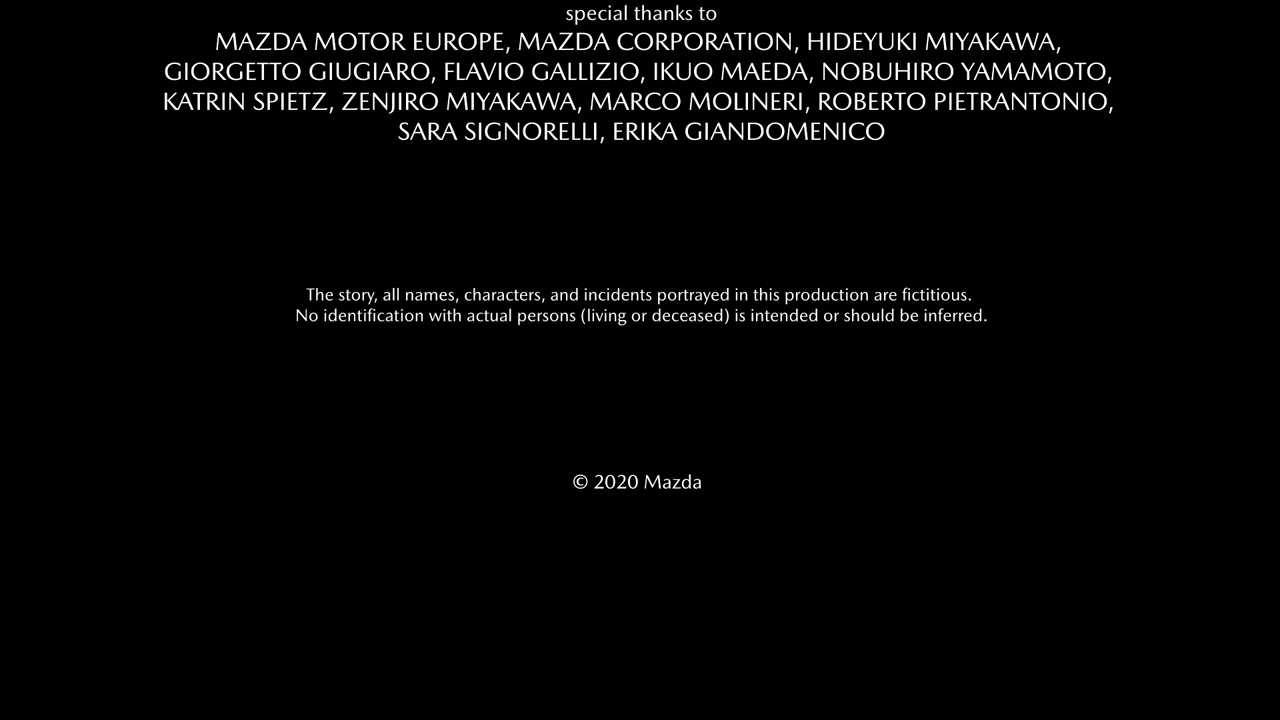 special thanks to
MAZDA MOTOR EUROPE, MAZDA CORPORATION, HIDEYUKI MIYAKAWA,
GIORGETTO GIUGIARO, FLAVIO GALLIZIO, IKUO MAEDA, NOBUHIRO YAMAMOTO,
KATRIN SPIETZ, ZENJIRO MIYAKAWA, MARCO MOLINERI, ROBERTO PIETRANTONIO,
SARA SIGNORELLI, ERIKA GIANDOMENICO
The story, all names, characters, and incidents portrayed in this production are fictitious.
No identification with actual persons (living or deceased) is intended or should be inferred.
© 2020 Mazda